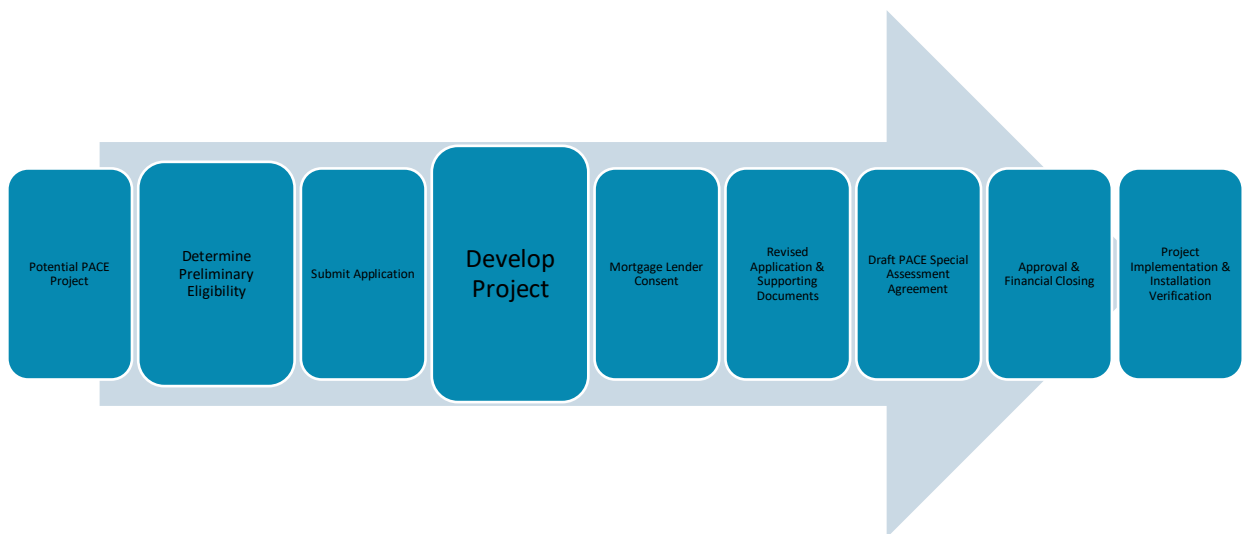 Potential PACE
Project
Determine
Preliminary
Eligibility
Submit Application
Develop
Project
Mortgage Lender
Consent
Revised
Application &
Supporting
Documents
Draft PACE Special
Assessment
Agreement
Approval &
Financial Closing
Project
Implementation &
Installation
Verification